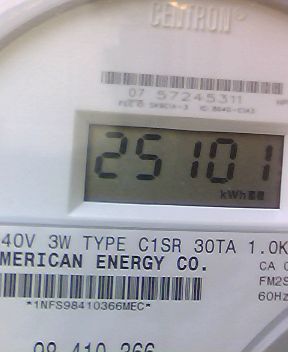 CENTRON®
07 57245311
25101
kWh
40V 3W TYPE C1SR 30TA 1.0K
MERICAN ENERGY CO.
CA
FM2S
60Hz
*1NFS98410366MEC*
98 410 366